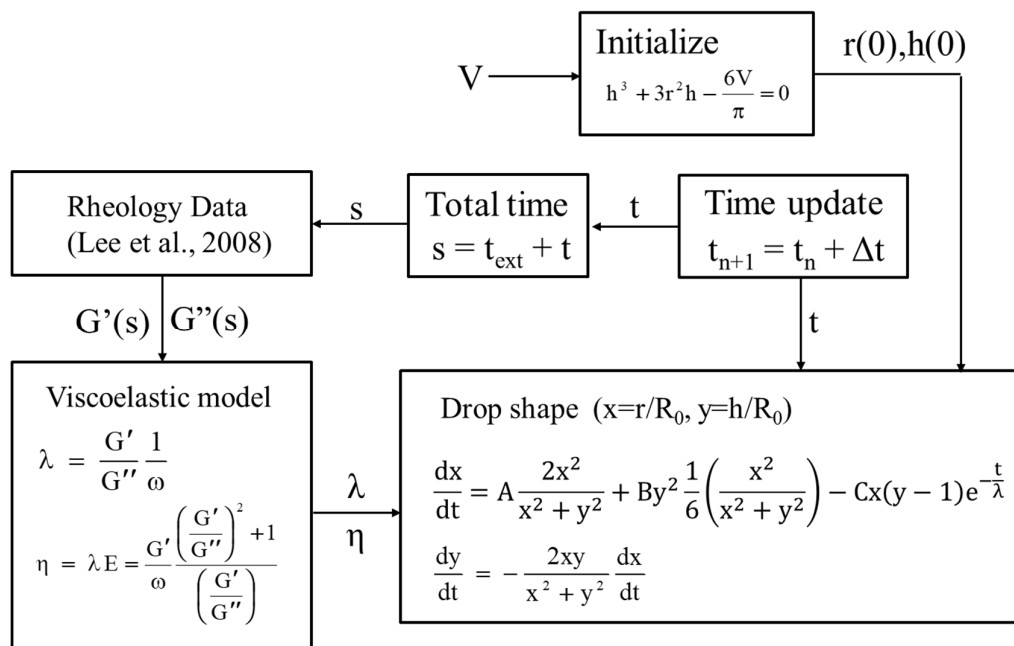 Initialize
h³ + 3r²h − 6V/π = 0
V
r(0),h(0)
Rheology Data
(Lee et al., 2008)
s
Total time
s = t_ext + t
t
Time update
t_{n+1} = t_n + Δt
G’(s) G”(s)
t
Viscoelastic model
λ = G′/G″ 1/ω
η = λE = G′/ω ((G′/G″)² + 1)/(G′/G″)
λ
η
Drop shape (x=r/R₀, y=h/R₀)
dx/dt = A 2x²/(x² + y²) + By² 1/6 (x²/(x² + y²)) − Cx(y − 1)e^{−t/λ}
dy/dt = − 2xy/(x² + y²) dx/dt